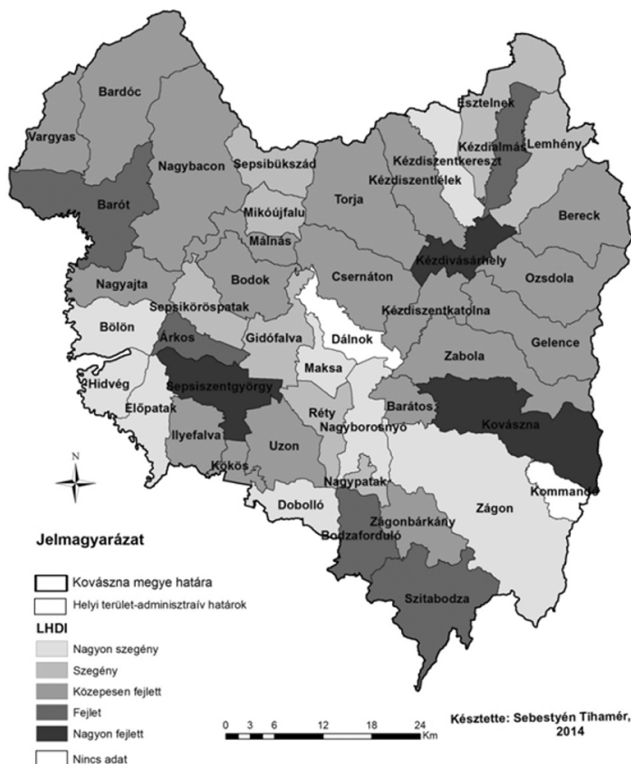 Esztelnek
Bardóc
Kézdialmás
Lemhény
Vargyas
Sepsibükszád
Kézdiszentkereszt
Nagybacon
Kézdiszentlélek
Barót
Torja
Mikóújfalu
Bereck
Málnás
Kézdivásárhely
Nagyajta
Bodok
Csernáton
Ozsdola
Sepsiköröspatak
Kézdiszentkatolna
Bölön
Árkos
Gidófalva
Dálnok
Gelence
Zabola
Maksa
Hidvég
Sepsiszentgyörgy
Előpatak
Réty
Barátos
Kovászna
Nagyborosnyó
Ilyefalva
Uzon
Kökös
Nagypatak
Kommandó
Dobolló
Zágon
Zágonbárkány
Bodzaforduló
Szitabodza
N
Jelmagyarázat
Kovászna megye határa
Helyi terület-adminisztraív határok
LHDI
Nagyon szegény
Szegény
Közepesen fejlett
Fejlet
Nagyon fejlett
Nincs adat
0 3 6 12 18 24
Km
Késztette: Sebestyén Tihamér,
2014